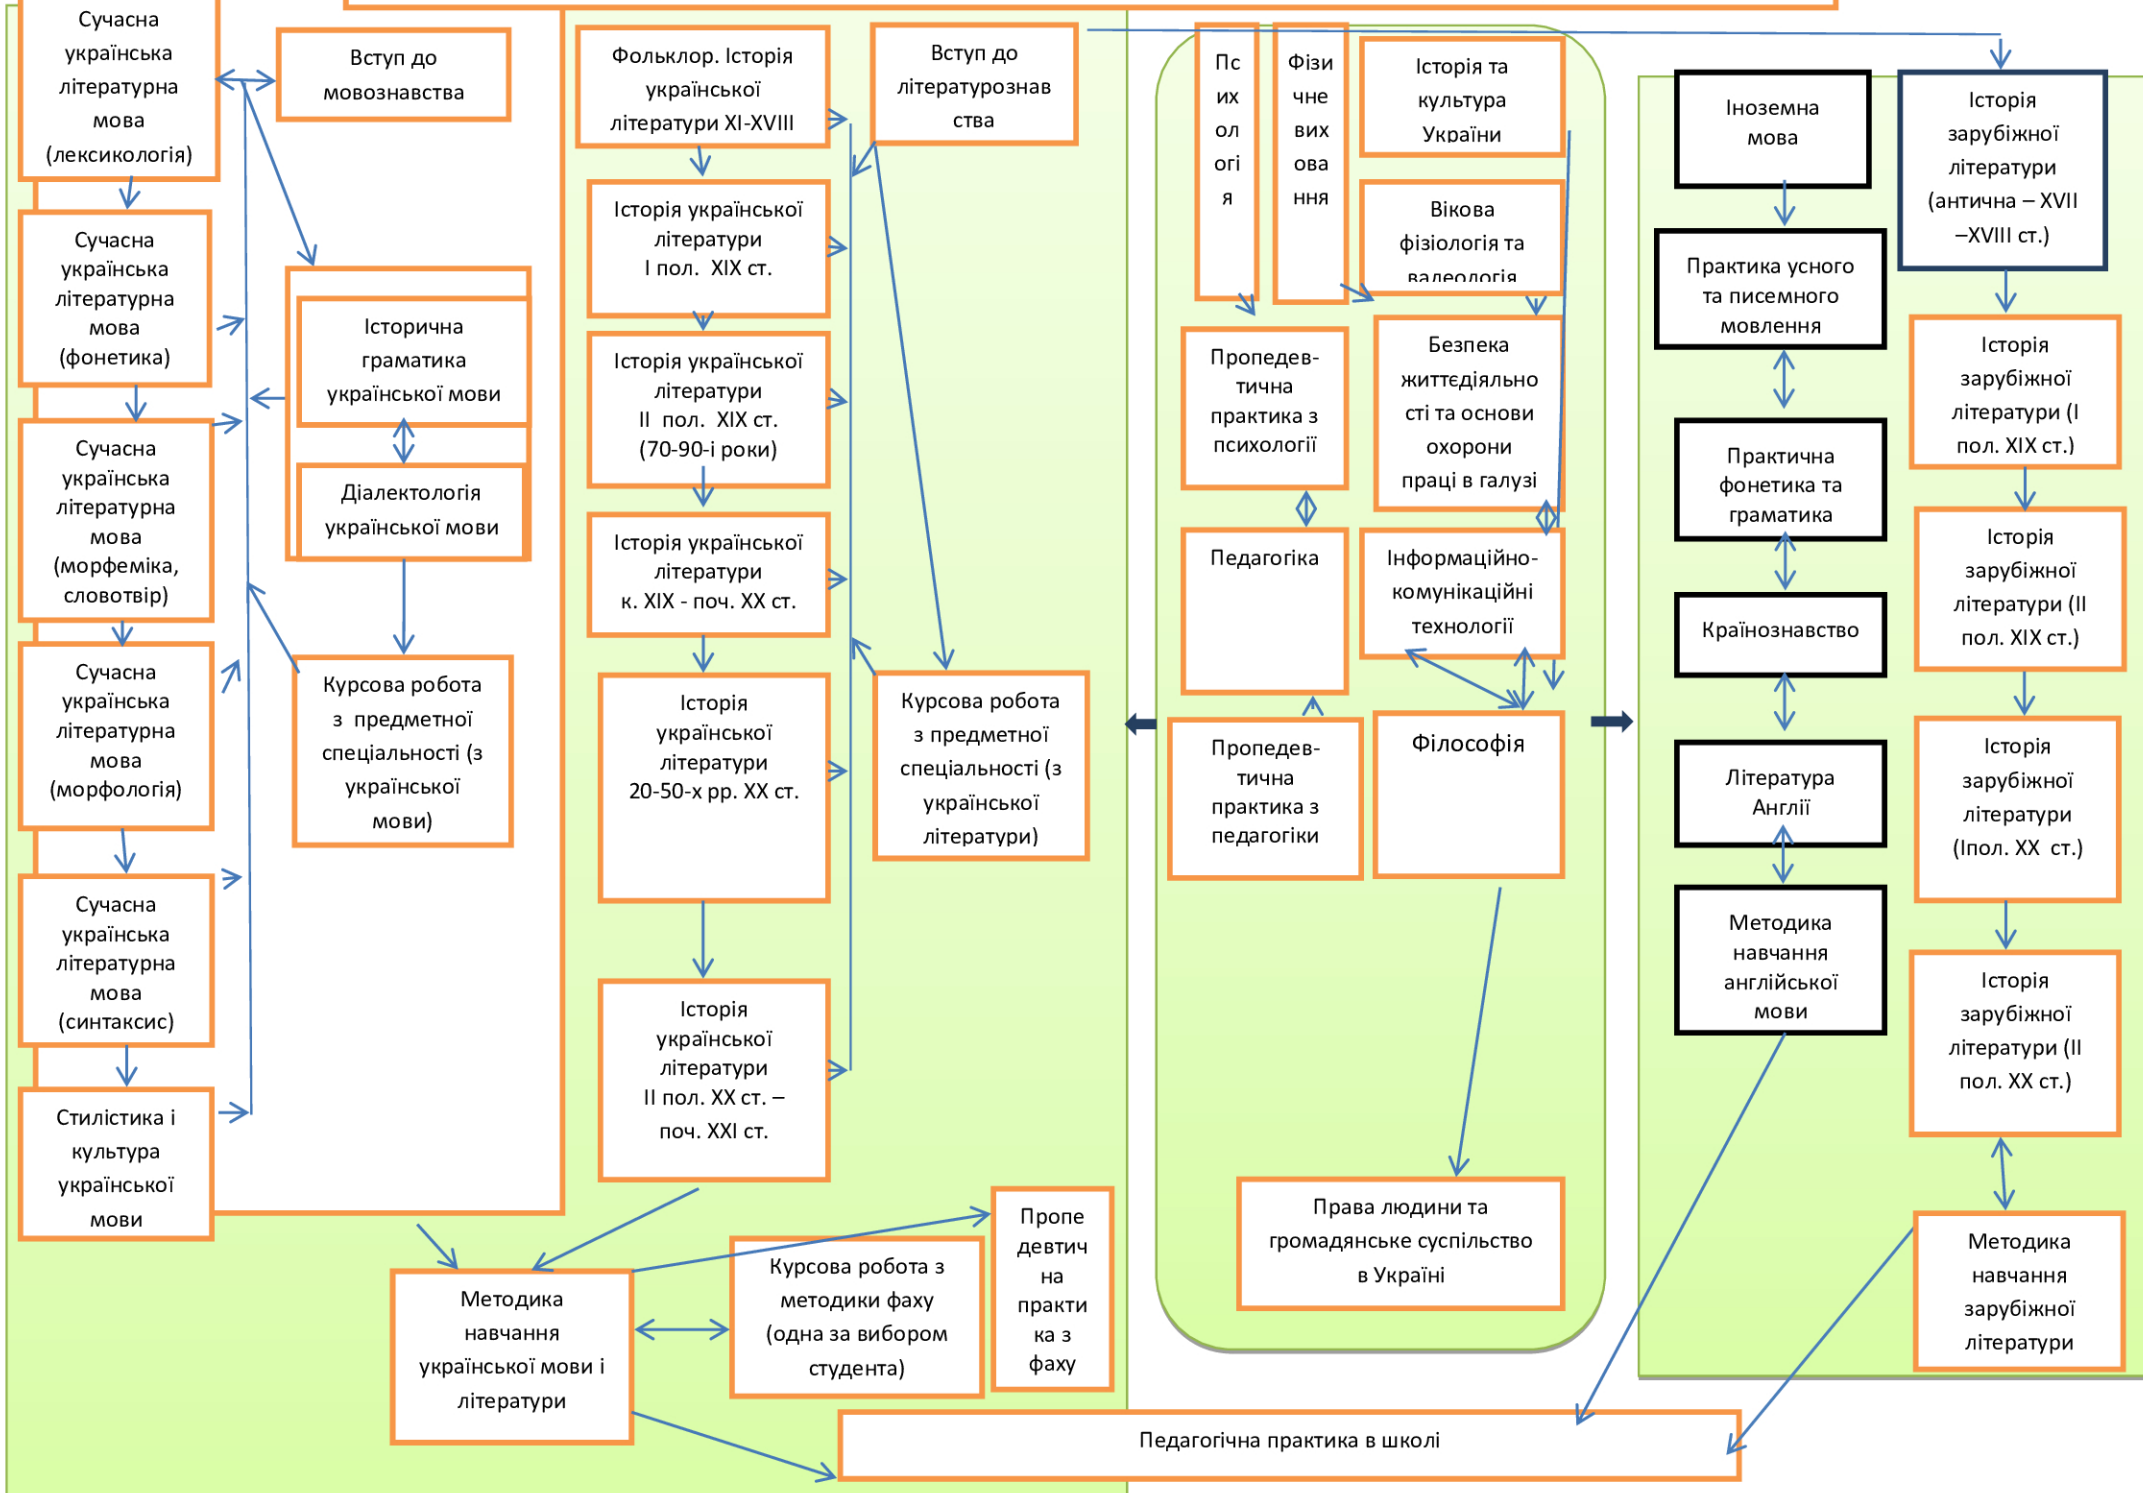 Сучасна
українська
літературна
мова
(лексикологія)
Вступ до
мовознавства
Сучасна
українська
літературна
мова
(фонетика)
Історична
граматика
української мови
Діалектологія
української мови
Сучасна
українська
літературна
мова
(морфеміка,
словотвір)
Сучасна
українська
літературна
мова
(морфологія)
Курсова робота
з предметної
спеціальності (з
української
мови)
Сучасна
українська
літературна
мова
(синтаксис)
Стилістика і
культура
української
мови
Фольклор. Історія
української
літератури XI-XVIII
Вступ до
літературознав
ства
Історія української
літератури
І пол. XIX ст.
Історія української
літератури
ІІ пол. XIX ст.
(70-90-і роки)
Історія української
літератури
к. XIX - поч. XX ст.
Історія
української
літератури
20-50-х рр. XX ст.
Курсова робота
з предметної
спеціальності (з
української
літератури)
Історія
української
літератури
ІІ пол. XX ст. –
поч. XXI ст.
Методика
навчання
української мови і
літератури
Курсова робота з
методики фаху
(одна за вибором
студента)
Пропе
девтич
на
практи
ка з
фаху
Пс
их
ол
огі
я
Фізи
чне
вих
ова
ння
Історія та
культура
України
Вікова
фізіологія та
валеологія
Пропедев-
тична
практика з
психології
Безпека
життєдіяльно
сті та основи
охорони
праці в галузі
Педагогіка
Інформаційно-
комунікаційні
технології
Пропедев-
тична
практика з
педагогіки
Філософія
Права людини та
громадянське суспільство
в Україні
Іноземна
мова
Практика усного
та писемного
мовлення
Практична
фонетика та
граматика
Країнознавство
Література
Англії
Методика
навчання
англійської
мови
Історія
зарубіжної
літератури
(антична – XVII
–XVIII ст.)
Історія
зарубіжної
літератури (І
пол. XIX ст.)
Історія
зарубіжної
літератури (ІІ
пол. XIX ст.)
Історія
зарубіжної
літератури
(Іпол. XX ст.)
Історія
зарубіжної
літератури (ІІ
пол. XX ст.)
Методика
навчання
зарубіжної
літератури
Педагогічна практика в школі